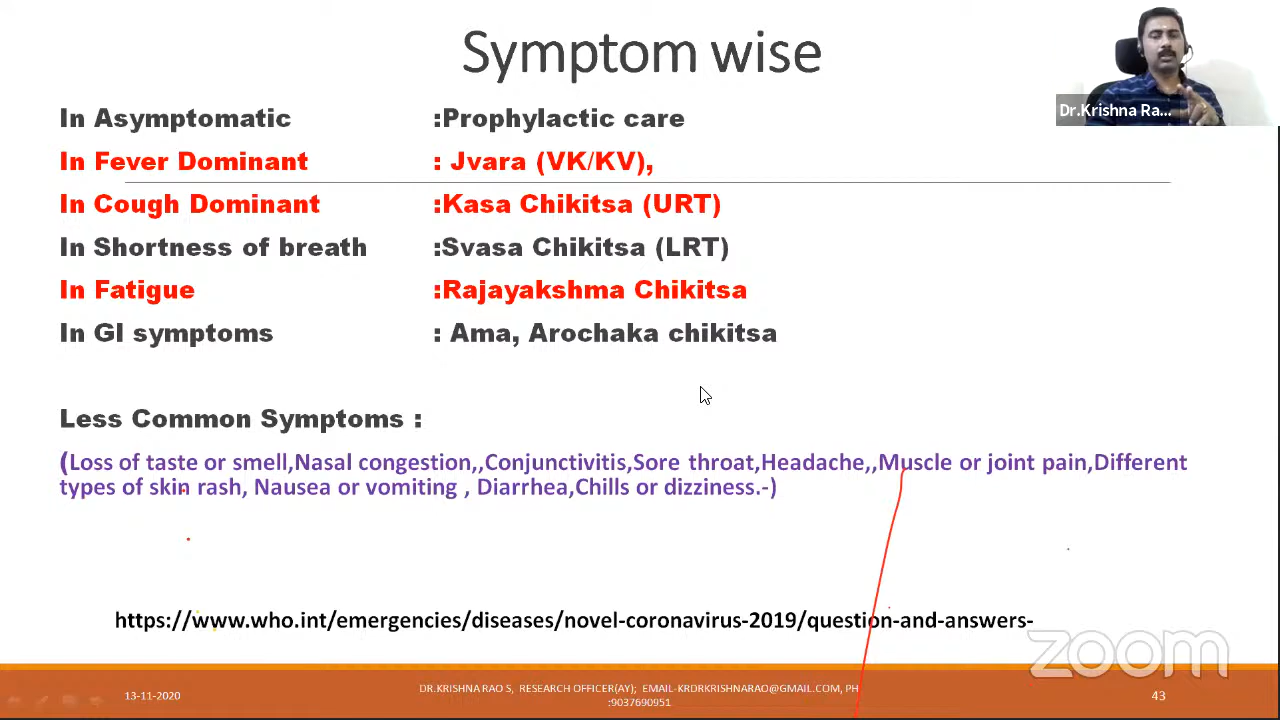 Symptom wise
Dr.Krishna Ra...
In Asymptomatic :Prophylactic care
In Fever Dominant : Jvara (VK/KV),
In Cough Dominant :Kasa Chikitsa (URT)
In Shortness of breath :Svasa Chikitsa (LRT)
In Fatigue :Rajayakshma Chikitsa
In GI symptoms : Ama, Arochaka chikitsa
Less Common Symptoms :
(Loss of taste or smell,Nasal congestion,,Conjunctivitis,Sore throat,Headache,,Muscle or joint pain,Different
types of skin rash, Nausea or vomiting , Diarrhea,Chills or dizziness.-)
https://www.who.int/emergencies/diseases/novel-coronavirus-2019/question-and-answers-
zoom
13-11-2020
DR.KRISHNA RAO S, RESEARCH OFFICER(AY); EMAIL-KRDRKRISHNARAO@GMAIL.COM, PH
:9037690951
43